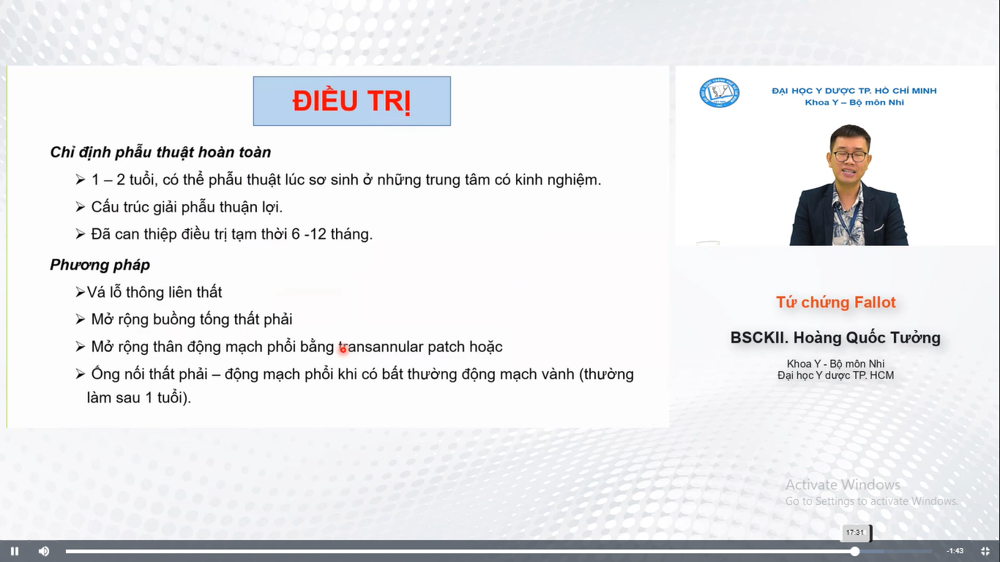 ĐIỀU TRỊ
Chỉ định phẫu thuật hoàn toàn
➢ 1 – 2 tuổi, có thể phẫu thuật lúc sơ sinh ở những trung tâm có kinh nghiệm.
➢ Cấu trúc giải phẫu thuận lợi.
➢ Đã can thiệp điều trị tạm thời 6 -12 tháng.
Phương pháp
➢Vá lỗ thông liên thất
➢ Mở rộng buồng tống thất phải
➢ Mở rộng thân động mạch phổi bằng transannular patch hoặc
➢ Ống nối thất phải – động mạch phổi khi có bất thường động mạch vành (thường
làm sau 1 tuổi).
ĐẠI HỌC Y DƯỢC TP. HỒ CHÍ MINH
Khoa Y – Bộ môn Nhi
Tứ chứng Fallot
BSCKII. Hoàng Quốc Tưởng
Khoa Y - Bộ môn Nhi
Đại học Y dược TP. HCM
Activate Windows
Go to Settings to activate Windows.
17:31
-1:43